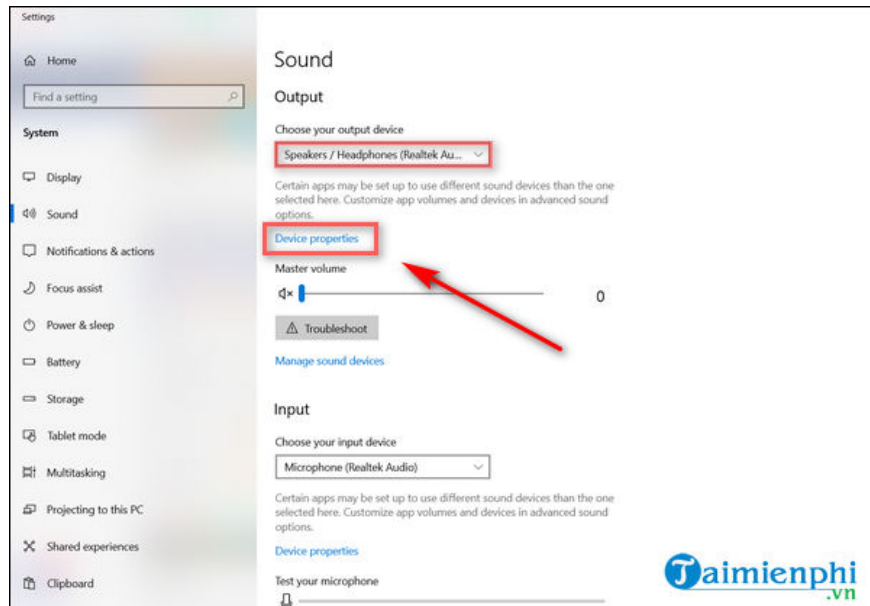 Settings
Home
Find a setting
System
Display
Sound
Notifications & actions
Focus assist
Power & sleep
Battery
Storage
Tablet mode
Multitasking
Projecting to this PC
Shared experiences
Clipboard
Sound
Output
Choose your output device
Speakers / Headphones (Realtek Au...
Certain apps may be set up to use different sound devices than the one
selected here. Customize app volumes and devices in advanced sound
options.
Device properties
Master volume
0
Troubleshoot
Manage sound devices
Input
Choose your input device
Microphone (Realtek Audio)
Certain apps may be set up to use different sound devices than the one
selected here. Customize app volumes and devices in advanced sound
options.
Device properties
Test your microphone
Taimienphi
.vn